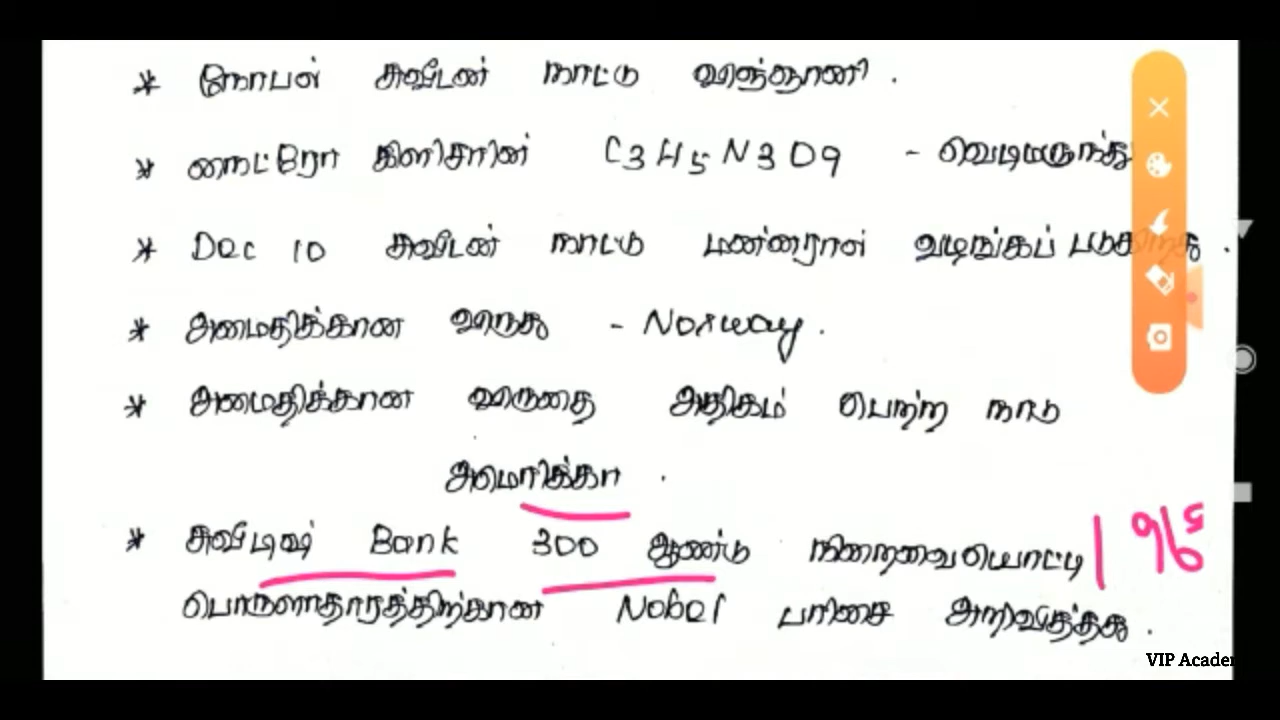 * நோபல் சுவீடன் நாட்டு விஞ்ஞானி .
* நைட்ரோ கிளிசரின் C3H5N3O9 - வெடிமருந்து
* Dec 10 சுவீடன் நாட்டு மன்னரால் வழங்கப் படுகிறது .
* அமைதிக்கான விருது - Norway .
* அமைதிக்கான விருதை அதிகம் பெற்ற நாடு
அமெரிக்கா .
* சுவிடிஷ் Bank 300 ஆண்டு நிறைவையொட்டி
பொருளாதாரத்திற்கான Nobel பரிசை அறிவித்தது .
VIP Acade